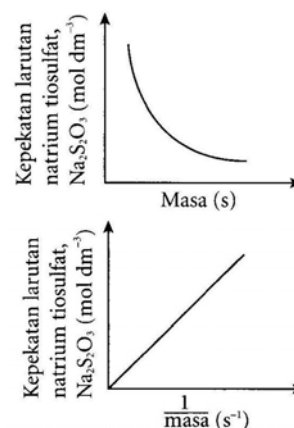 Kepekatan larutan
natrium tiosulfat,
Na₂S₂O₃ (mol dm⁻³)
Masa (s)
Kepekatan larutan
natrium tiosulfat,
Na₂S₂O₃ (mol dm⁻³)
1
masa (s⁻¹)